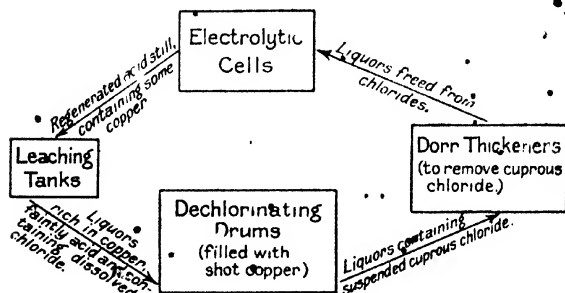 Electrolytic
Cells
Regenerated acid still,
containing some
copper
Liquors freed from
chlorides.
Leaching
Tanks
Dorr Thickeners
(to remove cuprous
chloride.)
Liquors
rich in copper.
faintly acid and con-
taining dissolved
chloride.
Dechlorinating
Drums
(filled with
shot copper)
Liquors containing
suspended cuprous chloride.